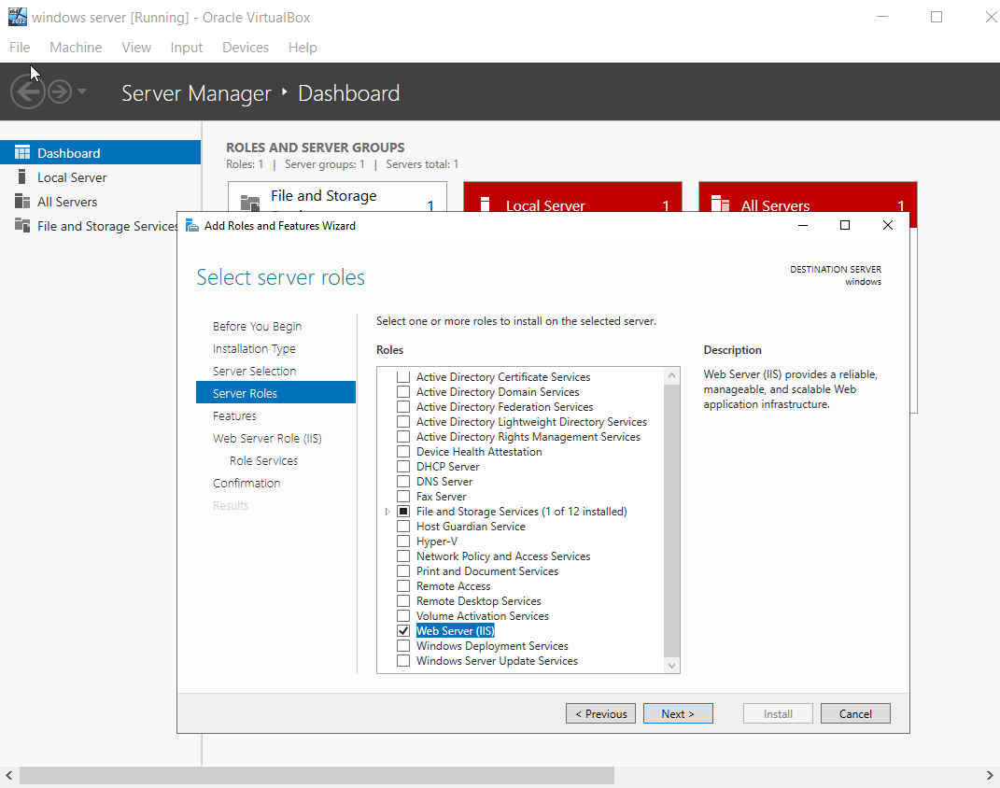 windows server [Running] - Oracle VirtualBox
File Machine View Input Devices Help
Server Manager Dashboard
Dashboard
Local Server
All Servers
File and Storage Services
ROLES AND SERVER GROUPS
Roles: 1 | Server groups: 1 | Servers total: 1
File and Storage 1
Local Server 1
All Servers 1
Add Roles and Features Wizard
Select server roles
DESTINATION SERVER
windows
Before You Begin
Installation Type
Server Selection
Server Roles
Features
Web Server Role (IIS)
Role Services
Confirmation
Results
Select one or more roles to install on the selected server.
Roles
Active Directory Certificate Services
Active Directory Domain Services
Active Directory Federation Services
Active Directory Lightweight Directory Services
Active Directory Rights Management Services
Device Health Attestation
DHCP Server
DNS Server
Fax Server
File and Storage Services (1 of 12 installed)
Host Guardian Service
Hyper-V
Network Policy and Access Services
Print and Document Services
Remote Access
Remote Desktop Services
Volume Activation Services
Web Server (IIS)
Windows Deployment Services
Windows Server Update Services
Description
Web Server (IIS) provides a reliable,
manageable, and scalable Web
application infrastructure.
< Previous Next > Install Cancel